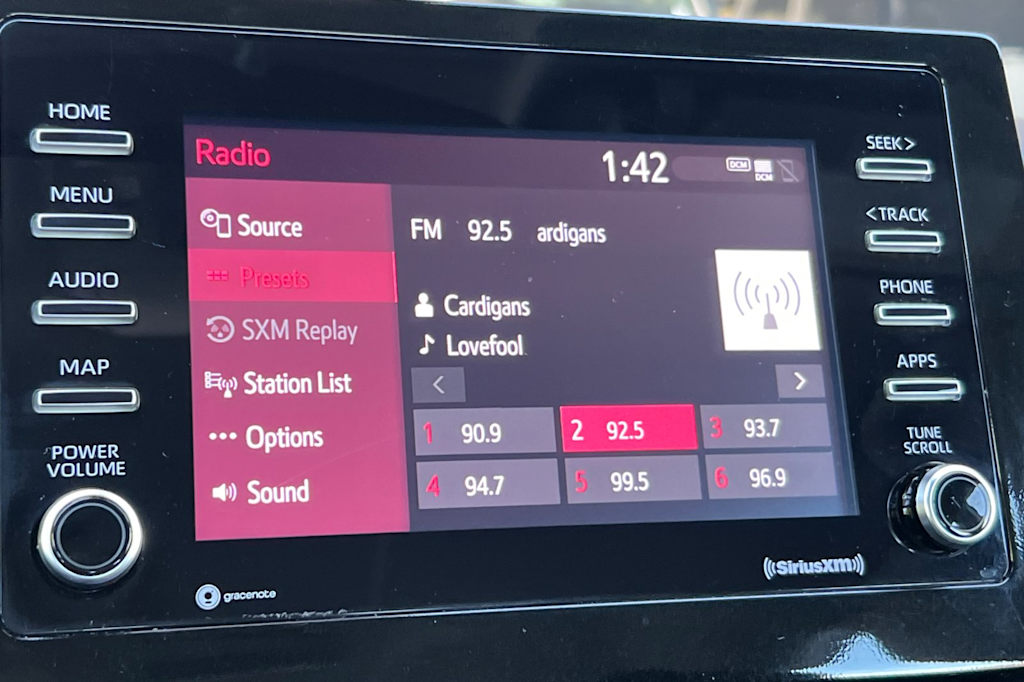 HOME
MENU
AUDIO
MAP
POWER
VOLUME
Radio
1:42
DCM
DCM
Source
Presets
SXM Replay
Station List
Options
Sound
FM 92.5 ardigans
Cardigans
Lovefool
<
>
1 90.9
2 92.5
3 93.7
4 94.7
5 99.5
6 96.9
SEEK>
<TRACK
PHONE
APPS
TUNE
SCROLL
gracenote
SiriusXM